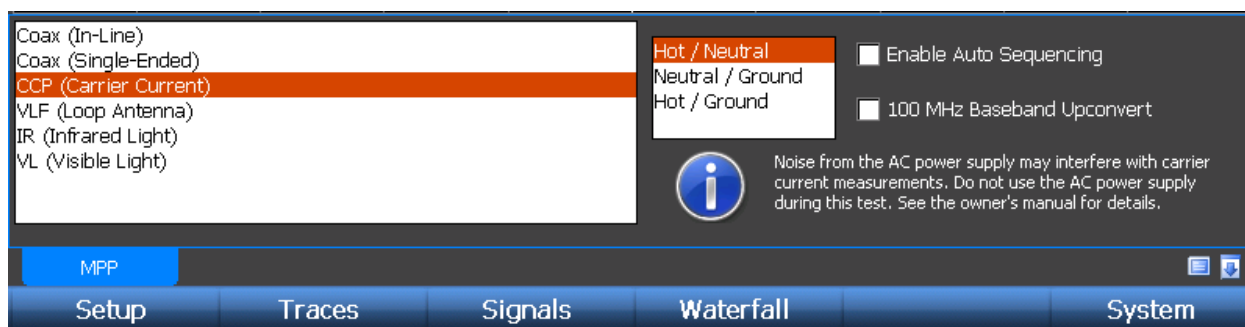 Coax (In-Line)
Coax (Single-Ended)
CCP (Carrier Current)
VLF (Loop Antenna)
IR (Infrared Light)
VL (Visible Light)
Hot / Neutral
Neutral / Ground
Hot / Ground
Enable Auto Sequencing
100 MHz Baseband Upconvert
Noise from the AC power supply may interfere with carrier
current measurements. Do not use the AC power supply
during this test. See the owner's manual for details.
MPP
Setup
Traces
Signals
Waterfall
System